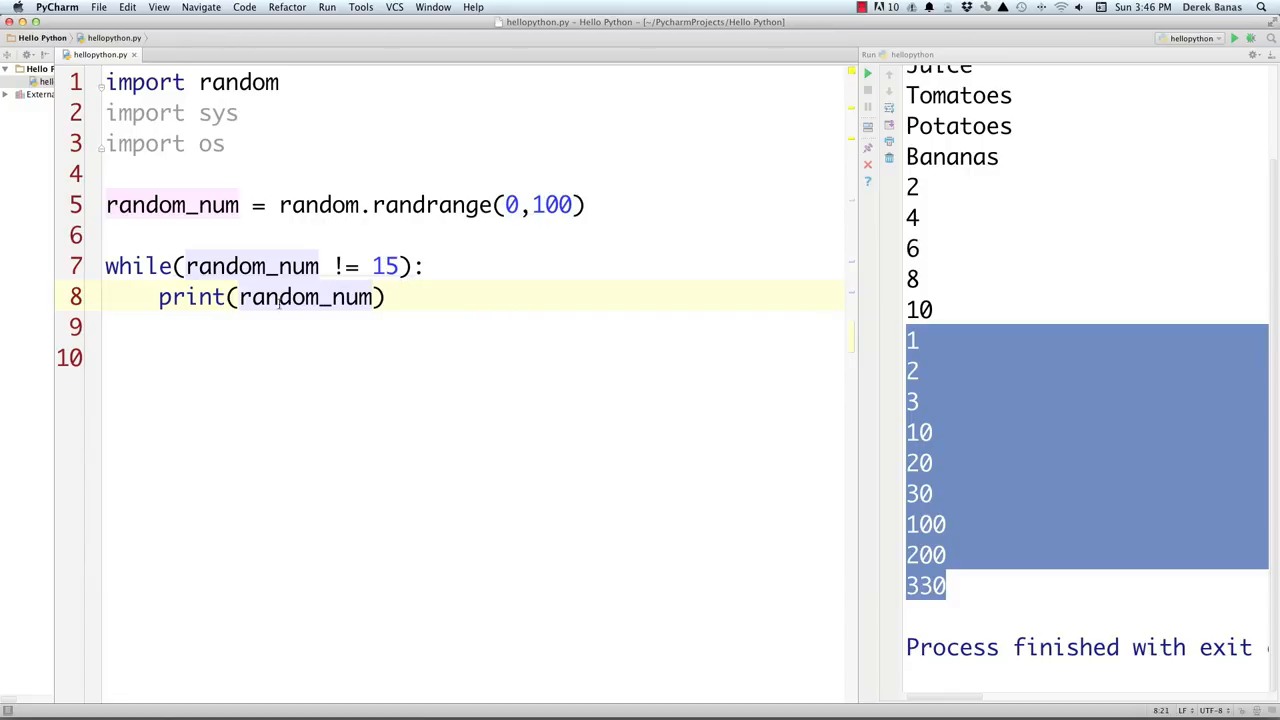 PyCharm File Edit View Navigate Code Refactor Run Tools VCS Window Help
10
Sun 3:46 PM Derek Banas
hellopython.py – Hello Python – [~/PycharmProjects/Hello Python]
Hello Python hellopython.py
hellopython
hellopython.py
Run hellopython
Hello P
hell
Extern
1 import random
2 import sys
3 import os
4
5 random_num = random.randrange(0,100)
6
7 while(random_num != 15):
8 print(random_num)
9
10
Juice
Tomatoes
Potatoes
Bananas
2
4
6
8
10
1
2
3
10
20
30
100
200
330
Process finished with exit
8:21 LF UTF-8